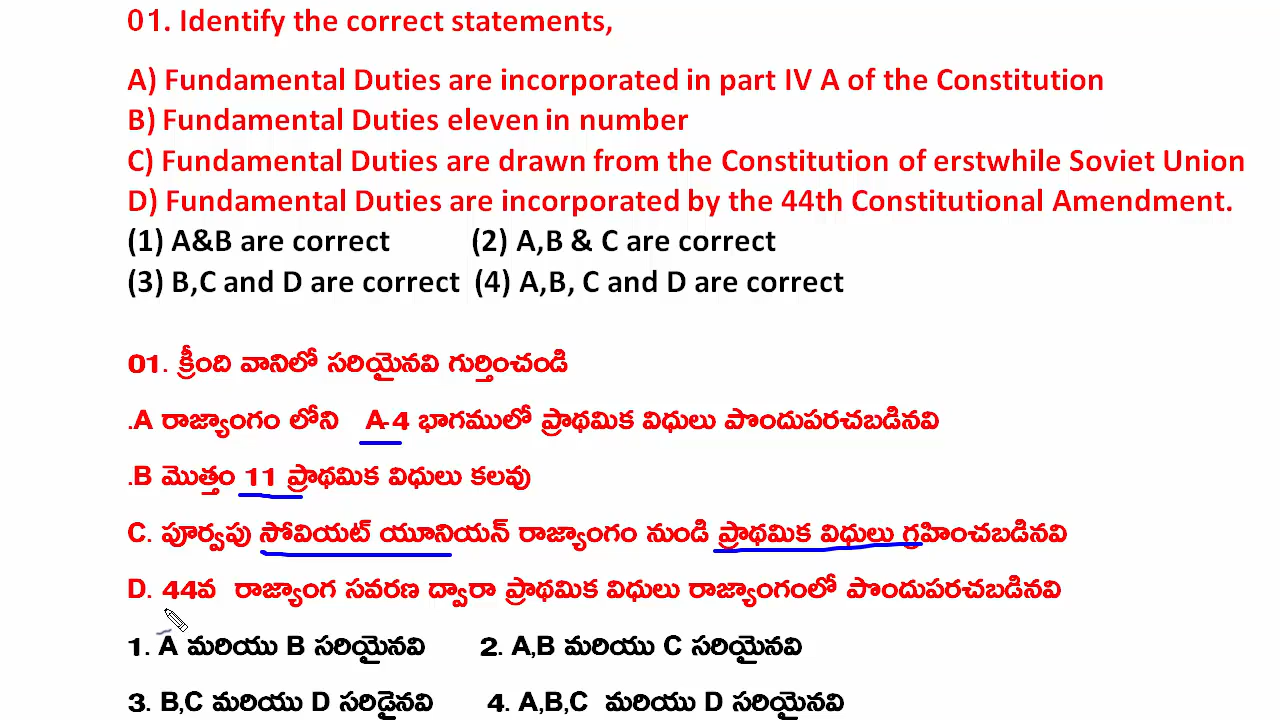 01. Identify the correct statements,
A) Fundamental Duties are incorporated in part IV A of the Constitution
B) Fundamental Duties eleven in number
C) Fundamental Duties are drawn from the Constitution of erstwhile Soviet Union
D) Fundamental Duties are incorporated by the 44th Constitutional Amendment.
(1) A&B are correct (2) A,B & C are correct
(3) B,C and D are correct (4) A,B, C and D are correct
01. క్రీంది వానిలో సరియైనవి గుర్తించండి
.A రాజ్యాంగం లోని A-4 భాగములో ప్రాథమిక విధులు పొందుపరచబడినవి
.B మొత్తం 11 ప్రాథమిక విధులు కలవు
C. పూర్వపు సోవియట్ యూనియన్ రాజ్యాంగం నుండి ప్రాథమిక విధులు గ్రహించబడినవి
D. 44వ రాజ్యాంగ సవరణ ద్వారా ప్రాథమిక విధులు రాజ్యాంగంలో పొందుపరచబడినవి
1. A మరియు B సరియైనవి 2. A,B మరియు C సరియైనవి
3. B,C మరియు D సరిడైనవి 4. A,B,C మరియు D సరియైనవి